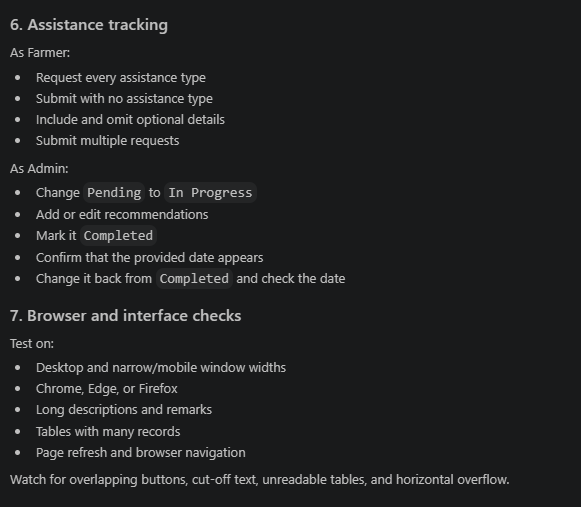 6. Assistance tracking
As Farmer:
• Request every assistance type
• Submit with no assistance type
• Include and omit optional details
• Submit multiple requests
As Admin:
• Change Pending to In Progress
• Add or edit recommendations
• Mark it Completed
• Confirm that the provided date appears
• Change it back from Completed and check the date
7. Browser and interface checks
Test on:
• Desktop and narrow/mobile window widths
• Chrome, Edge, or Firefox
• Long descriptions and remarks
• Tables with many records
• Page refresh and browser navigation
Watch for overlapping buttons, cut-off text, unreadable tables, and horizontal overflow.